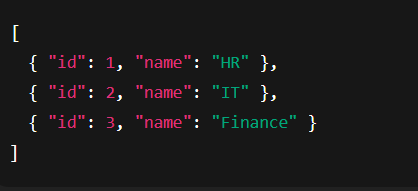 [
  { "id": 1, "name": "HR" },
  { "id": 2, "name": "IT" },
  { "id": 3, "name": "Finance" }
]